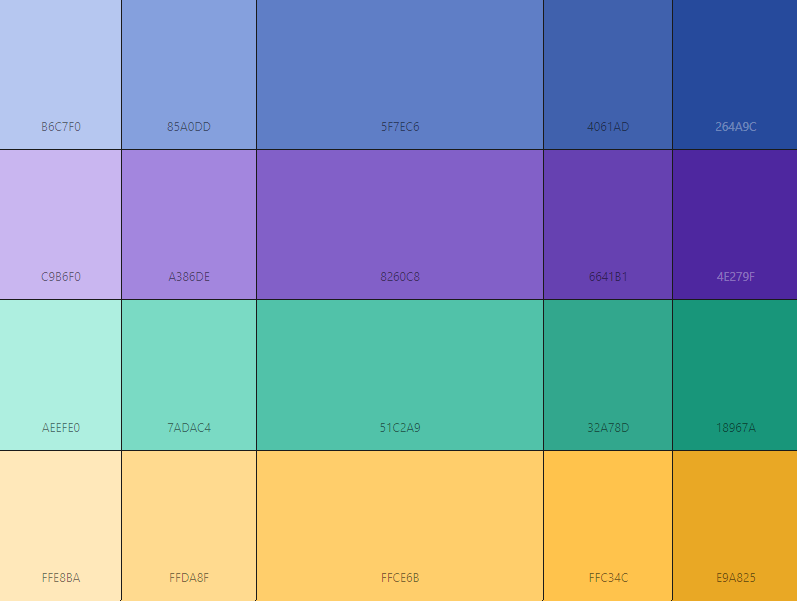 B6C7F0 85A0DD 5F7EC6 4061AD 264A9C
C9B6F0 A386DE 8260C8 6641B1 4E279F
AEEFE0 7ADAC4 51C2A9 32A78D 18967A
FFE8BA FFDA8F FFCE6B FFC34C E9A825